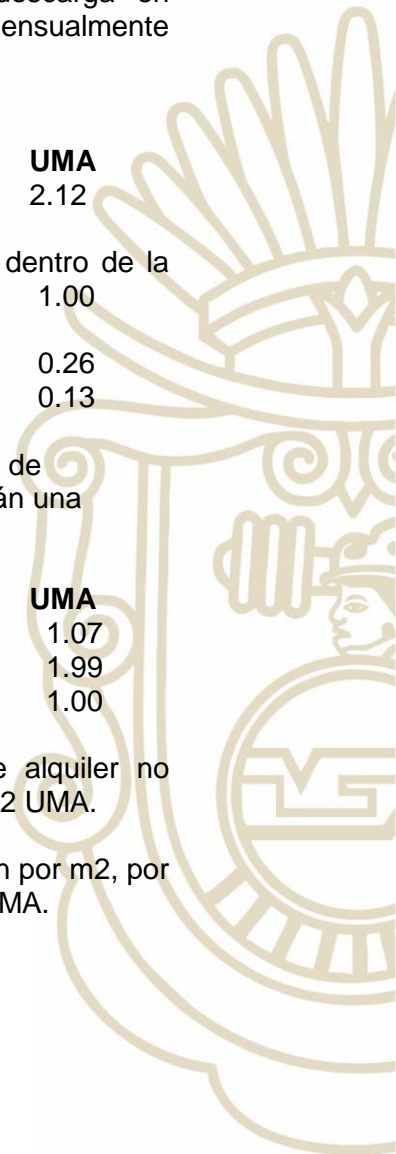 en
ensualmente
UMA
2.12
dentro de la
1.00
0.26
0.13
de
án una
UMA
1.07
1.99
1.00
e alquiler no
2 UMA.
n por m2, por
MA.